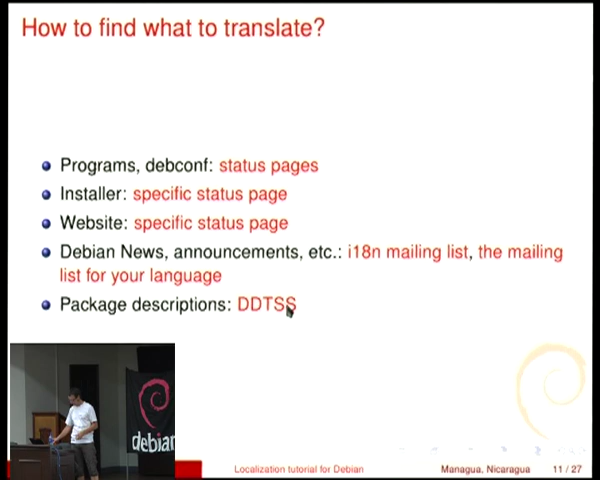 How to find what to translate?
Programs, debconf: status pages
Installer: specific status page
Website: specific status page
Debian News, announcements, etc.: i18n mailing list, the mailing
list for your language
Package descriptions: DDTSS
debian
Localization tutorial for Debian
Managua, Nicaragua
11 / 27